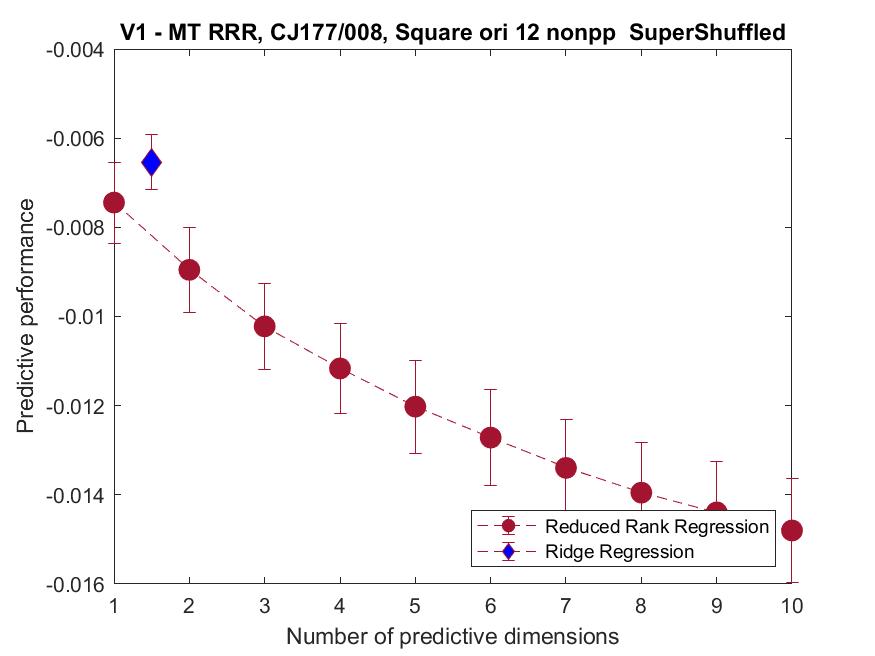 V1 - MT RRR, CJ177/008, Square ori 12 nonpp  SuperShuffled
-0.004
-0.006
-0.008
-0.01
-0.012
-0.014
-0.016
Predictive performance
Reduced Rank Regression
Ridge Regression
1 2 3 4 5 6 7 8 9 10
Number of predictive dimensions